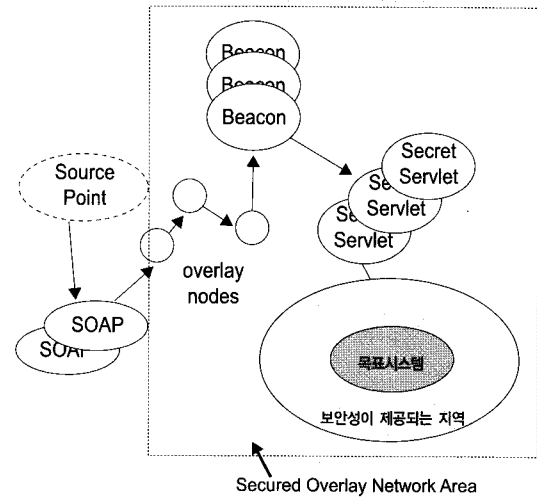 Beacon
Beacon
Beacon
Secret
Servlet
Servlet
Servlet
Source
Point
overlay
nodes
SOAP
목표시스템
보안성이 제공되는 지역
Secured Overlay Network Area